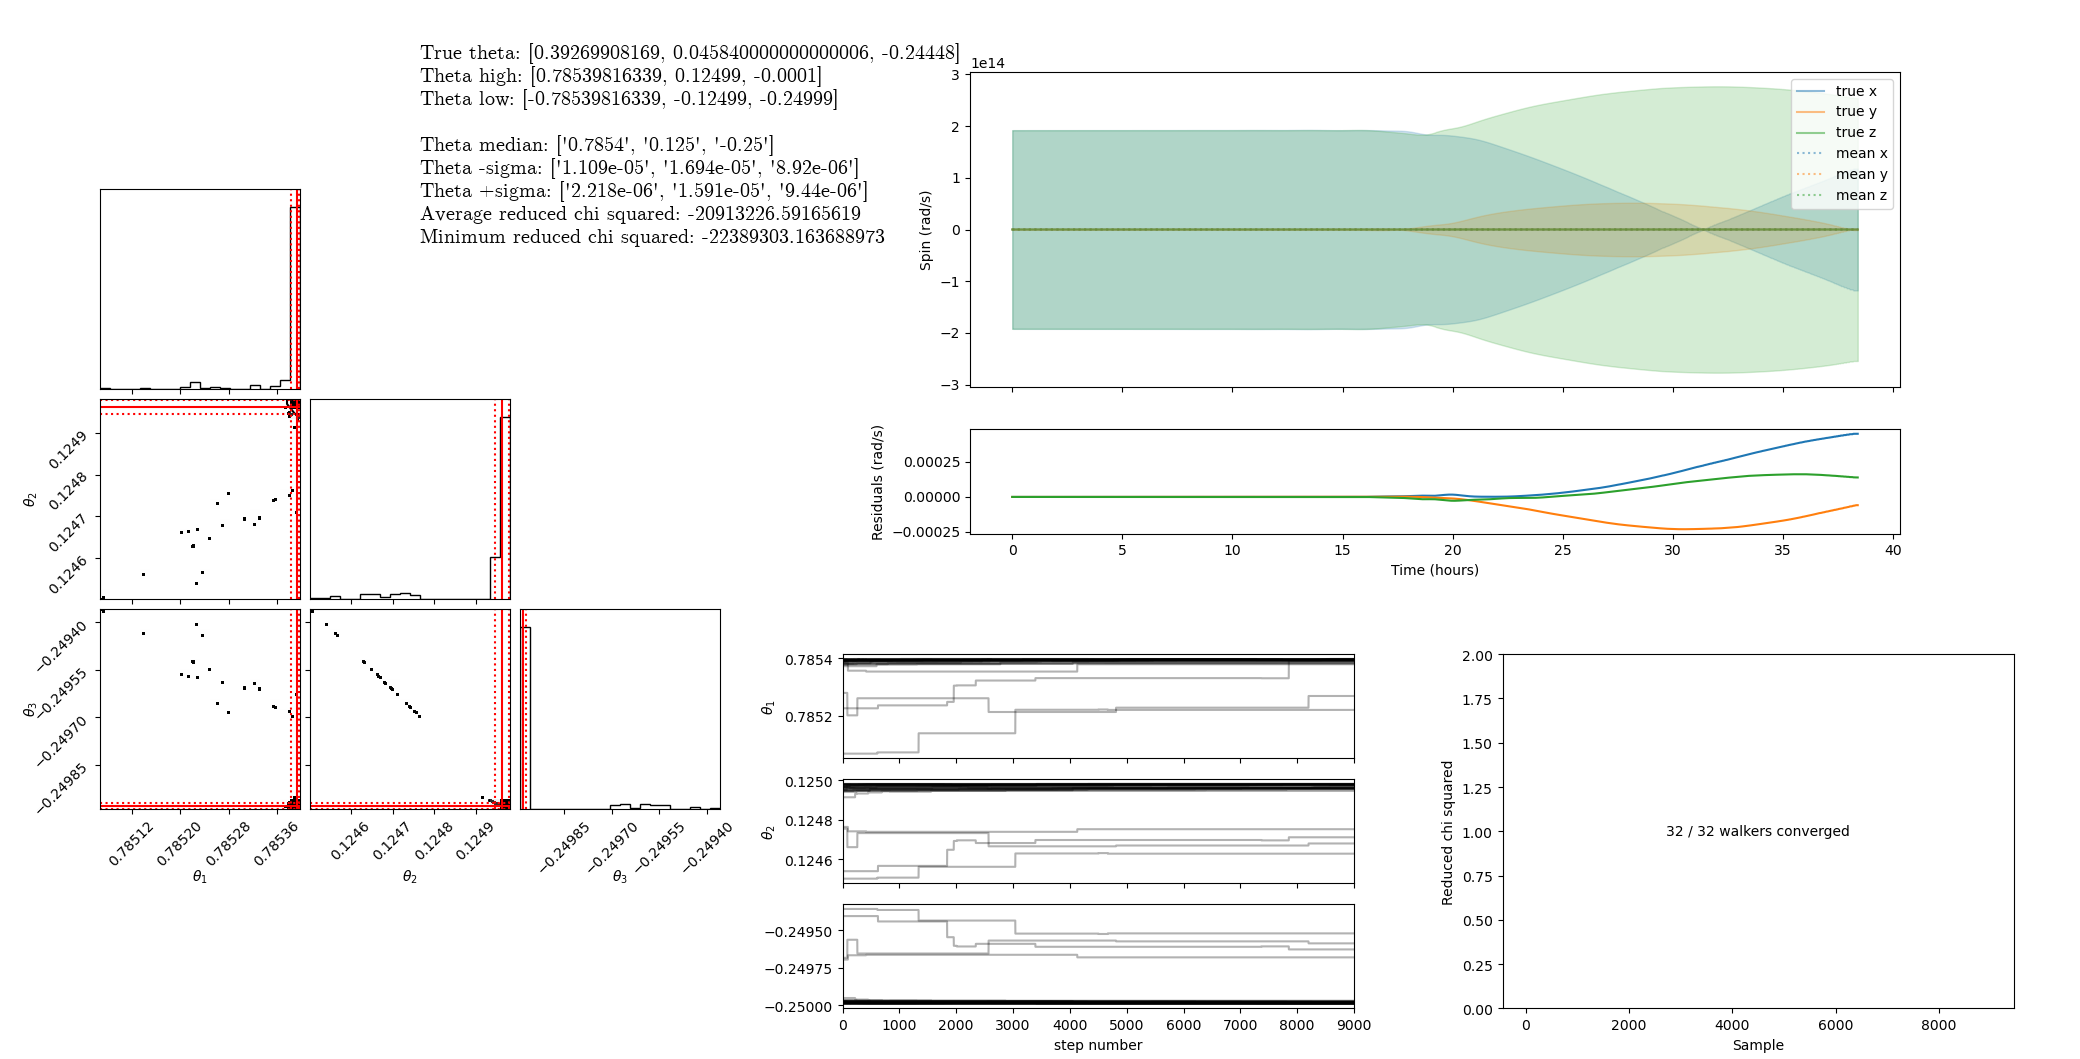 True theta: [0.39269908169, 0.045840000000000006, -0.24448]
Theta high: [0.78539816339, 0.12499, -0.0001]
Theta low: [-0.78539816339, -0.12499, -0.24999]
Theta median: ['0.7854', '0.125', '-0.25']
Theta -sigma: ['1.109e-05', '1.694e-05', '8.92e-06']
Theta +sigma: ['2.218e-06', '1.591e-05', '9.44e-06']
Average reduced chi squared: -20913226.59165619
Minimum reduced chi squared: -22389303.163688973
1e14
3
2
1
0
−1
−2
−3
Spin (rad/s)
true x
true y
true z
mean x
mean y
mean z
0.00025
0.00000
−0.00025
Residuals (rad/s)
0 5 10 15 20 25 30 35 40
Time (hours)
0.1249
0.1248
0.1247
0.1246
θ2
−0.24940
−0.24955
−0.24970
−0.24985
θ3
0.78512 0.78520 0.78528 0.78536
θ1
0.1246 0.1247 0.1248 0.1249
θ2
−0.24985 −0.24970 −0.24955 −0.24940
θ3
0.7854
0.7852
θ1
0.1250
0.1248
0.1246
θ2
−0.24950
−0.24975
−0.25000
0 1000 2000 3000 4000 5000 6000 7000 8000 9000
step number
2.00
1.75
1.50
1.25
1.00
0.75
0.50
0.25
0.00
Reduced chi squared
32 / 32 walkers converged
0 2000 4000 6000 8000
Sample